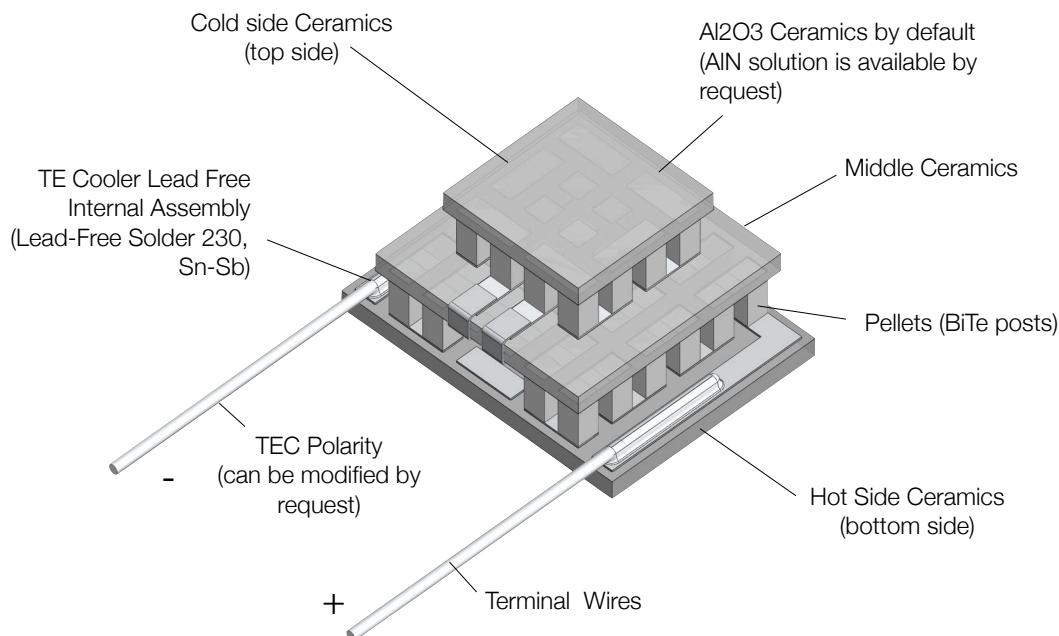 Cold side Ceramics
(top side)
Al2O3 Ceramics by default
(AlN solution is available by
request)
Middle Ceramics
TE Cooler Lead Free
Internal Assembly
(Lead-Free Solder 230,
Sn-Sb)
Pellets (BiTe posts)
TEC Polarity
(can be modified by
request)
-
Hot Side Ceramics
(bottom side)
+
Terminal Wires